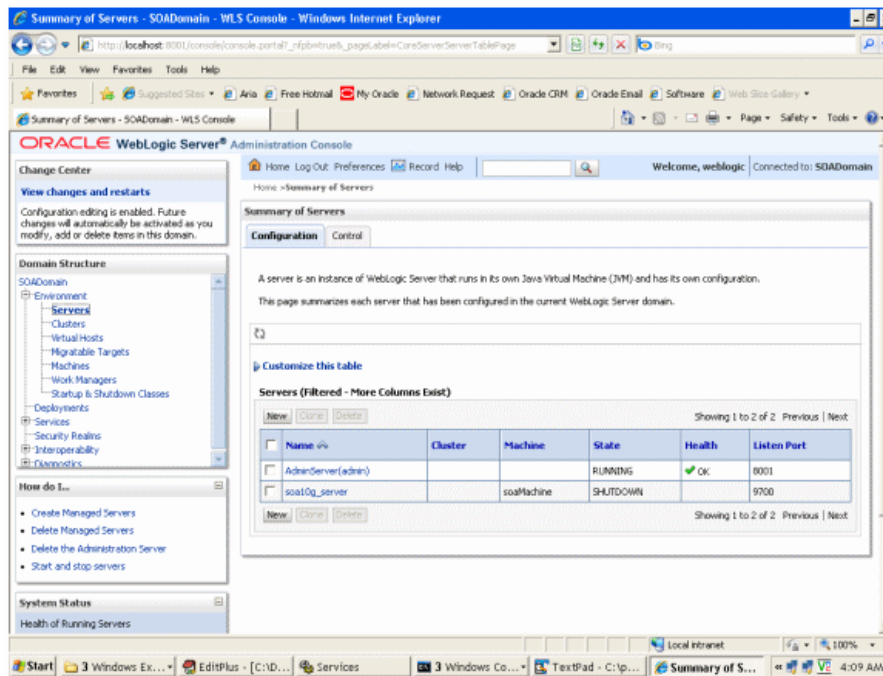 Summary of Servers - SOADomain - WLS Console - Windows Internet Explorer
http://localhost:8001/console/console.portal?_nfpb=true&_pageLabel=CoreServerServerTablePage
Bing
File Edit View Favorites Tools Help
Favorites Suggested Sites Aria Free Hotmail My Oracle Network Request Oracle CRM Oracle Email Software Web Slice Gallery
Summary of Servers - SOADomain - WLS Console
Page Safety Tools
ORACLE WebLogic Server® Administration Console
Change Center
View changes and restarts
Configuration editing is enabled. Future
changes will automatically be activated as you
modify, add or delete items in this domain.
Domain Structure
SOADomain
Environment
Servers
Clusters
Virtual Hosts
Migratable Targets
Machines
Work Managers
Startup & Shutdown Classes
Deployments
Services
Security Realms
Interoperability
Diagnostics
How do I...
Create Managed Servers
Delete Managed Servers
Delete the Administration Server
Start and stop servers
System Status
Health of Running Servers
Home Log Out Preferences Record Help
Welcome, weblogic Connected to: SOADomain
Home >Summary of Servers
Summary of Servers
Configuration Control
A server is an instance of WebLogic Server that runs in its own Java Virtual Machine (JVM) and has its own configuration.
This page summarizes each server that has been configured in the current WebLogic Server domain.
Customize this table
Servers (Filtered - More Columns Exist)
New Clone Delete Showing 1 to 2 of 2 Previous | Next
Name Cluster Machine State Health Listen Port
AdminServer(admin) RUNNING OK 8001
soa10g_server soaMachine SHUTDOWN 9700
New Clone Delete Showing 1 to 2 of 2 Previous | Next
Local intranet 100%
Start 3 Windows Ex... EditPlus - [C:\D... Services 3 Windows Co... TextPad - C:\p... Summary of S... 4:09 AM